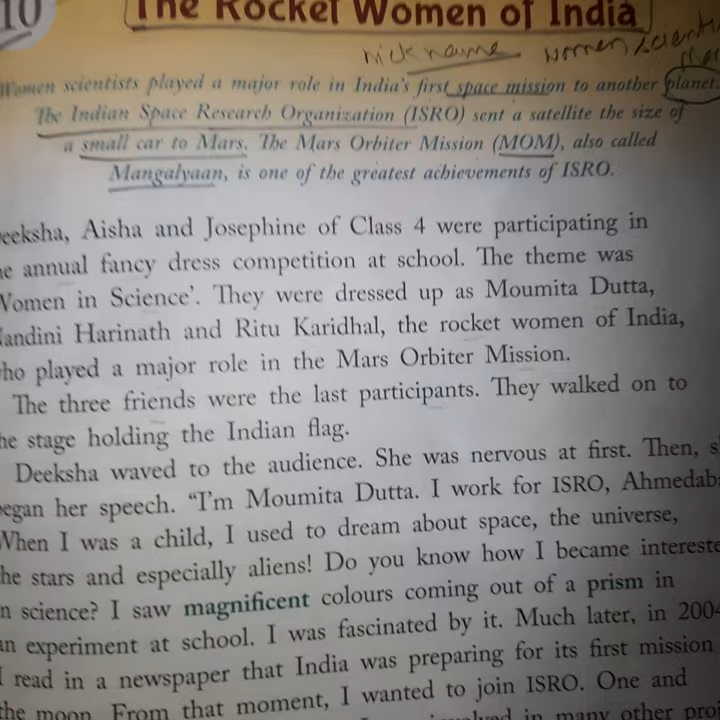 10
The Rocket Women of India
nick name women scienti
Women scientists played a major role in India's first space mission to another planet.
The Indian Space Research Organization (ISRO) sent a satellite the size of
a small car to Mars. The Mars Orbiter Mission (MOM), also called
Mangalyaan, is one of the greatest achievements of ISRO.
eeksha, Aisha and Josephine of Class 4 were participating in
e annual fancy dress competition at school. The theme was
Women in Science'. They were dressed up as Moumita Dutta,
andini Harinath and Ritu Karidhal, the rocket women of India,
ho played a major role in the Mars Orbiter Mission.
The three friends were the last participants. They walked on to
he stage holding the Indian flag.
Deeksha waved to the audience. She was nervous at first. Then, s
egan her speech. "I'm Moumita Dutta. I work for ISRO, Ahmedab
When I was a child, I used to dream about space, the universe,
he stars and especially aliens! Do you know how I became intereste
n science? I saw magnificent colours coming out of a prism in
an experiment at school. I was fascinated by it. Much later, in 2004
I read in a newspaper that India was preparing for its first mission
the moon. From that moment, I wanted to join ISRO. One and
in many other pro